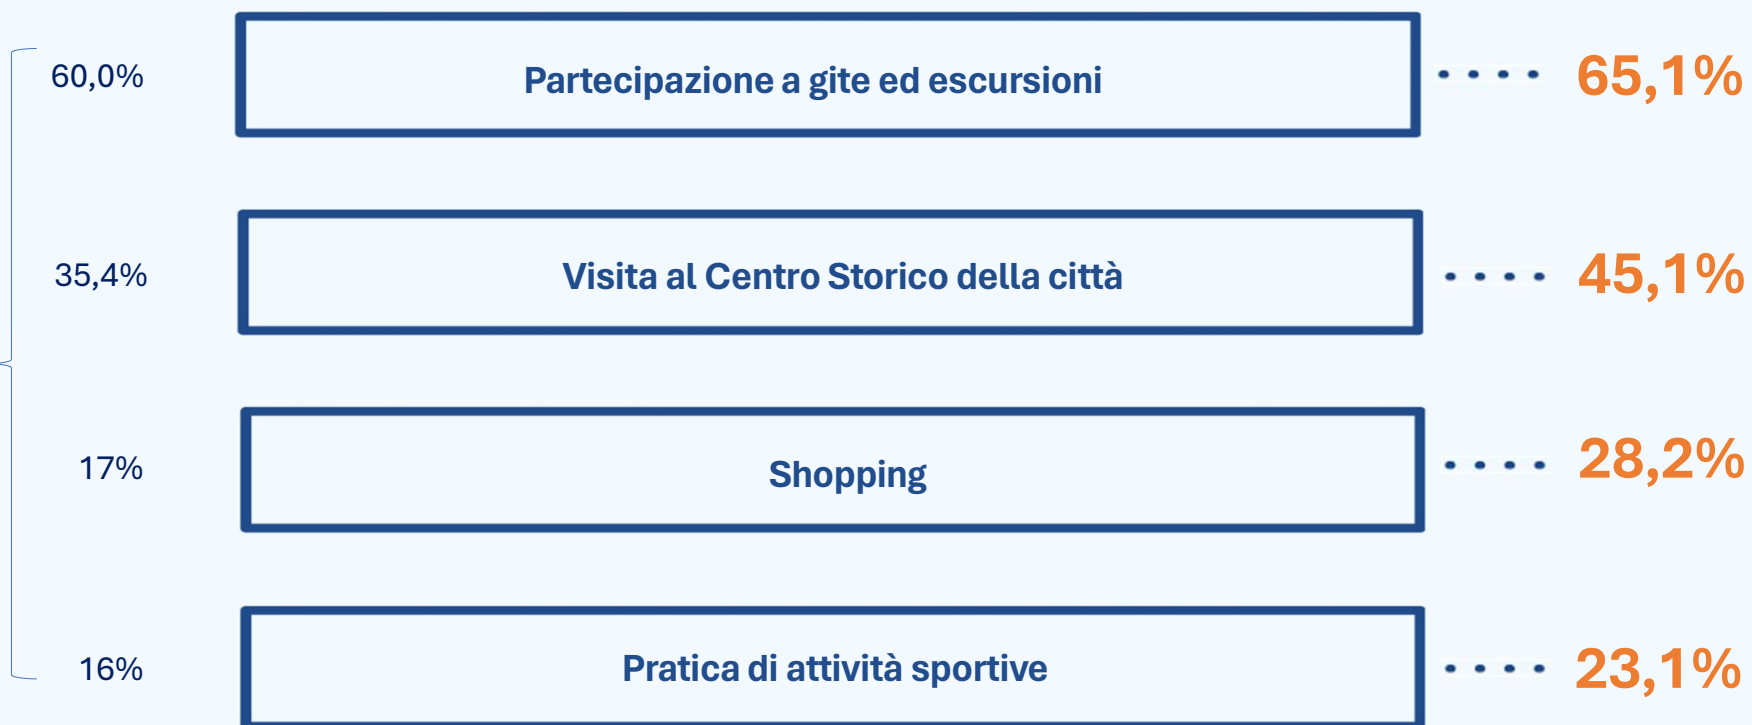 60,0% Partecipazione a gite ed escursioni 65,1%
35,4% Visita al Centro Storico della città 45,1%
17% Shopping 28,2%
16% Pratica di attività sportive 23,1%